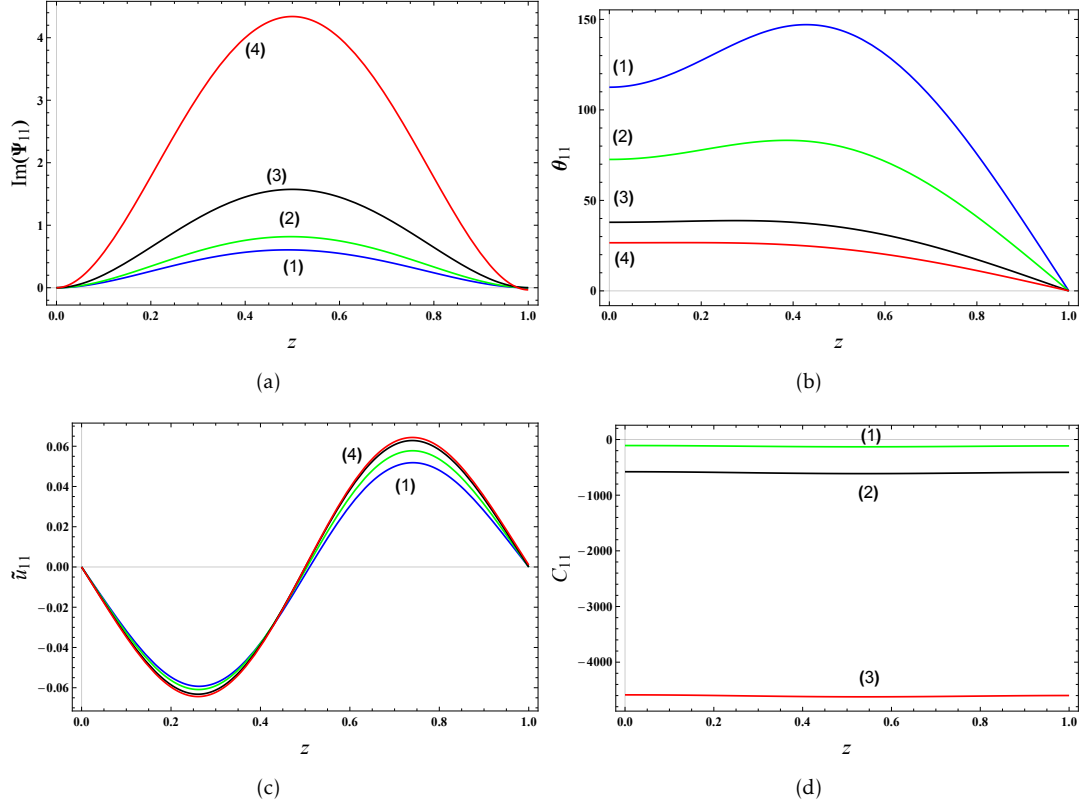 4
3
2
1
0
Im(Ψ₁₁)
(4)
(3)
(2)
(1)
0.0 0.2 0.4 0.6 0.8 1.0
z
(a)
150
100
50
0
θ₁₁
(1)
(2)
(3)
(4)
0.0 0.2 0.4 0.6 0.8 1.0
z
(b)
0.06
0.04
0.02
0.00
−0.02
−0.04
−0.06
ũ₁₁
(4)
(1)
0.0 0.2 0.4 0.6 0.8 1.0
z
(c)
0
−1000
−2000
−3000
−4000
C₁₁
(1)
(2)
(3)
0.0 0.2 0.4 0.6 0.8 1.0
z
(d)